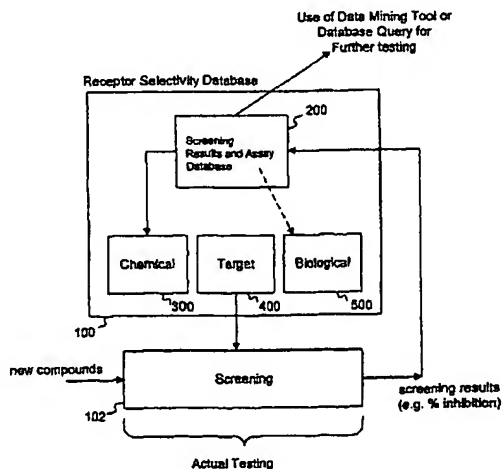 Use of Data Mining Tool or
Database Query for
Further testing
Receptor Selectivity Database
200
Screening
Results and Assay
Database
Chemical
Target
Biological
300
400
500
100
new compounds
Screening
screening results
(e.g. % inhibition)
102
Actual Testing